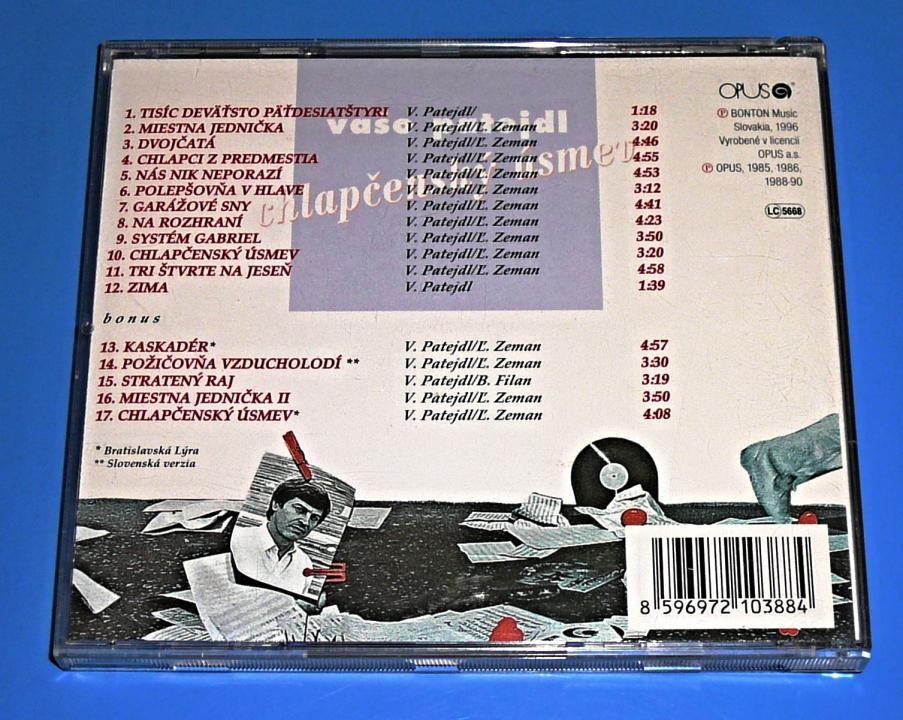 vašo patejdl
chlapčenský úsmev
1. TISÍC DEVÄŤSTO PÄŤDESIATŠTYRI V. Patejdl/ 1:18
2. MIESTNA JEDNIČKA V. Patejdl/Ľ. Zeman 3:20
3. DVOJČATÁ V. Patejdl/Ľ. Zeman 4:46
4. CHLAPCI Z PREDMESTIA V. Patejdl/Ľ. Zeman 4:55
5. NÁS NIK NEPORAZÍ V. Patejdl/Ľ. Zeman 4:53
6. POLEPŠOVŇA V HLAVE V. Patejdl/Ľ. Zeman 3:12
7. GARÁŽOVÉ SNY V. Patejdl/Ľ. Zeman 4:41
8. NA ROZHRANÍ V. Patejdl/Ľ. Zeman 4:23
9. SYSTÉM GABRIEL V. Patejdl/Ľ. Zeman 3:50
10. CHLAPČENSKÝ ÚSMEV V. Patejdl/Ľ. Zeman 3:20
11. TRI ŠTVRTE NA JESEŇ V. Patejdl/Ľ. Zeman 4:58
12. ZIMA V. Patejdl 1:39
bonus
13. KASKADÉR* V. Patejdl/Ľ. Zeman 4:57
14. POŽIČOVŇA VZDUCHOLODÍ ** V. Patejdl/Ľ. Zeman 3:30
15. STRATENÝ RAJ V. Patejdl/B. Filan 3:19
16. MIESTNA JEDNIČKA II V. Patejdl/Ľ. Zeman 3:50
17. CHLAPČENSKÝ ÚSMEV* V. Patejdl/Ľ. Zeman 4:08
* Bratislavská Lýra
** Slovenská verzia
OPUS
℗ BONTON Music
Slovakia, 1996
Vyrobené v licencii
OPUS a.s.
℗ OPUS, 1985, 1986,
1988-90
LC 5668
8 596972 103884